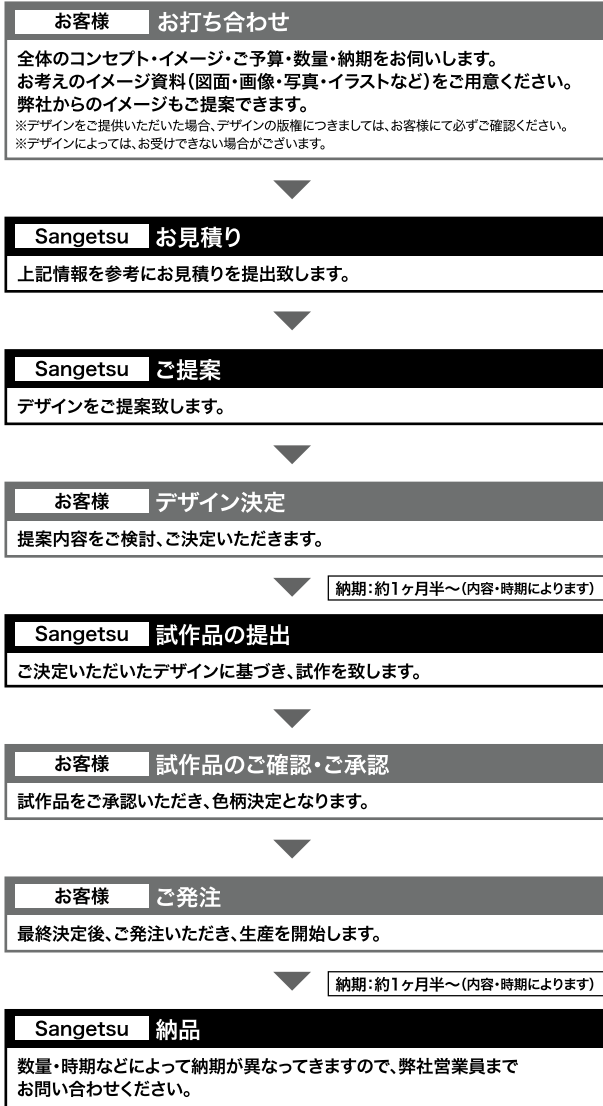 お客様 お打ち合わせ
全体のコンセプト・イメージ・ご予算・数量・納期をお伺いします。
お考えのイメージ資料（図面・画像・写真・イラストなど）をご用意ください。
弊社からのイメージもご提案できます。
※デザインをご提供いただいた場合、デザインの版権につきましては、お客様にて必ずご確認ください。
※デザインによっては、お受けできない場合がございます。
Sangetsu お見積り
上記情報を参考にお見積りを提出致します。
Sangetsu ご提案
デザインをご提案致します。
お客様 デザイン決定
提案内容をご検討、ご決定いただきます。
納期：約1ヶ月半〜（内容・時期によります）
Sangetsu 試作品の提出
ご決定いただいたデザインに基づき、試作を致します。
お客様 試作品のご確認・ご承認
試作品をご承認いただき、色柄決定となります。
お客様 ご発注
最終決定後、ご発注いただき、生産を開始します。
納期：約1ヶ月半〜（内容・時期によります）
Sangetsu 納品
数量・時期などによって納期が異なってきますので、弊社営業員まで
お問い合わせください。